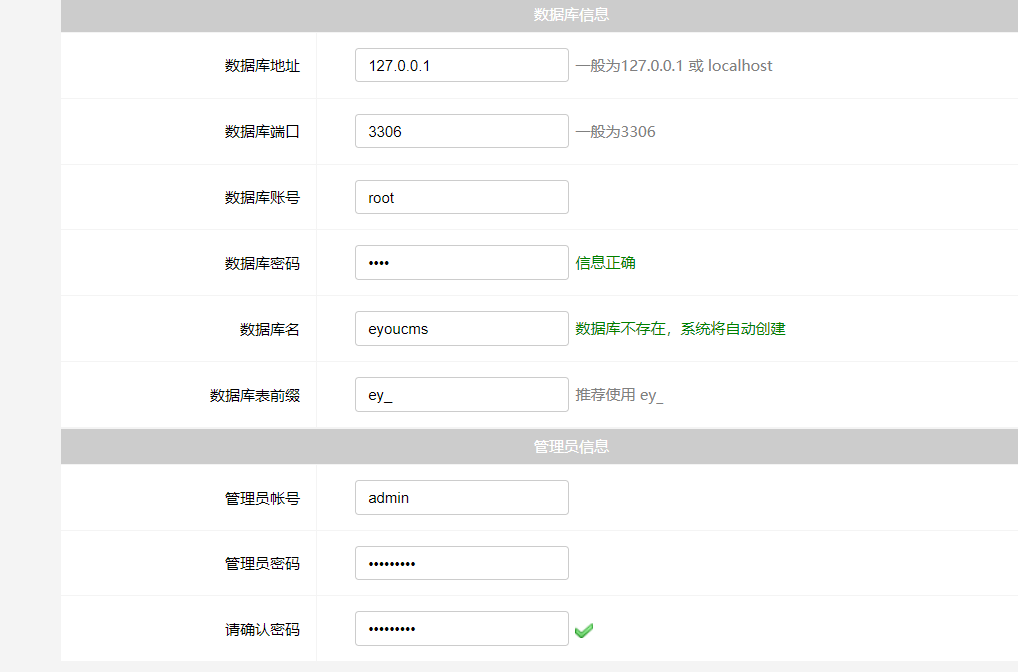 数据库信息
数据库地址 127.0.0.1 一般为127.0.0.1 或 localhost
数据库端口 3306 一般为3306
数据库账号 root
数据库密码 •••• 信息正确
数据库名 eyoucms 数据库不存在，系统将自动创建
数据库表前缀 ey_ 推荐使用 ey_
管理员信息
管理员帐号 admin
管理员密码 •••••••••
请确认密码 •••••••••